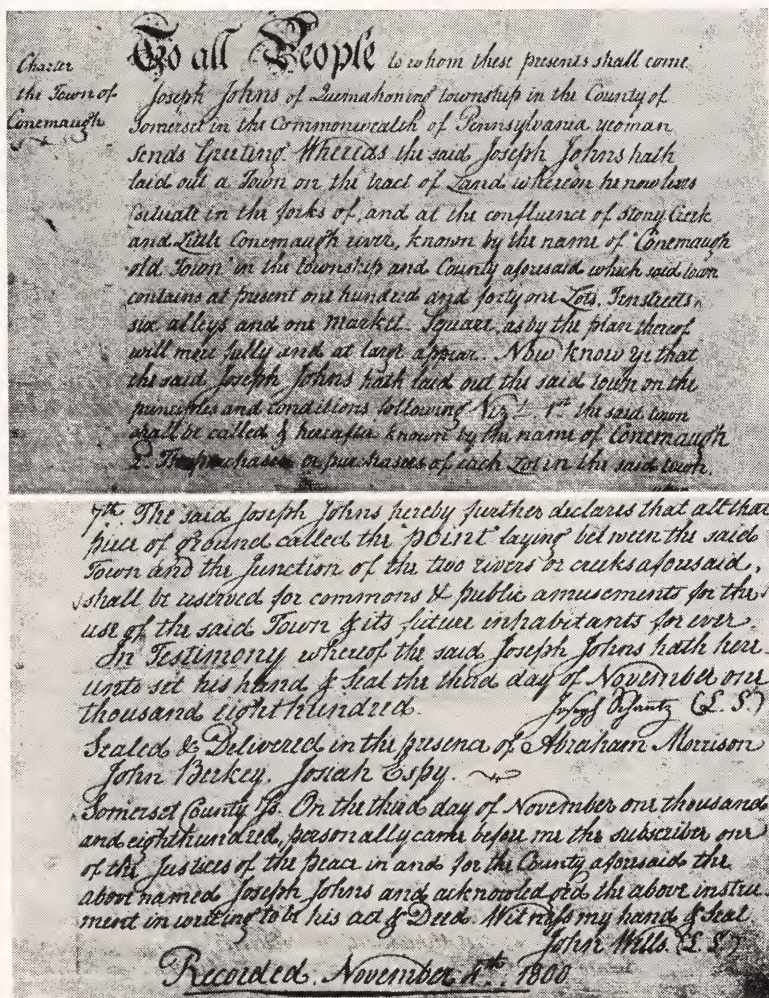 Charter
the Town of
Conemaugh
To all People to whom these presents shall come
Joseph Johns of Quemahoning township in the County of
Somerset in the Commonwealth of Pennsylvania yeoman
sends Greeting. Whereas the said Joseph Johns hath
laid out a Town on the tract of Land whereon he now lives
situate in the forks of, and at the confluence of Stony Creek
and Little Conemaugh river, known by the name of "Conemaugh
old Town" in the township and County aforesaid which said town
contains at present one hundred and forty one Lots, Ten streets,
six alleys and one Market Square, as by the plan thereof
will more fully and at large appear. Now know ye that
the said Joseph Johns hath laid out the said town on the
principles and conditions following Viz.t 1st the said town
shall be called & hereafter known by the name of Conemaugh
2. The purchaser or purchasers of each Lot in the said town,
7th. The said Joseph Johns hereby further declares that all that
piece of ground called the "point" laying between the said
Town and the Junction of the two rivers or creeks aforesaid,
shall be reserved for commons & public amusements for the
use of the said Town & its future inhabitants for ever
In Testimony whereof the said Joseph Johns hath here-
unto set his hand & Seal the third day of November one
thousand eight hundred. Joseph Schantz (L. S.)
Sealed & Delivered in the presence of Abraham Morrison
John Berkey. Josiah Espy.
Somerset County Ss. On the third day of November one thousand
and eight hundred, personally came before me the subscriber one
of the Justices of the peace in and for the County aforesaid the
above named Joseph Johns and acknowledged the above instru-
ment in writing to be his act & Deed. Witness my hand & Seal
John Wells (L. S.)
Recorded. November 4th. 1800